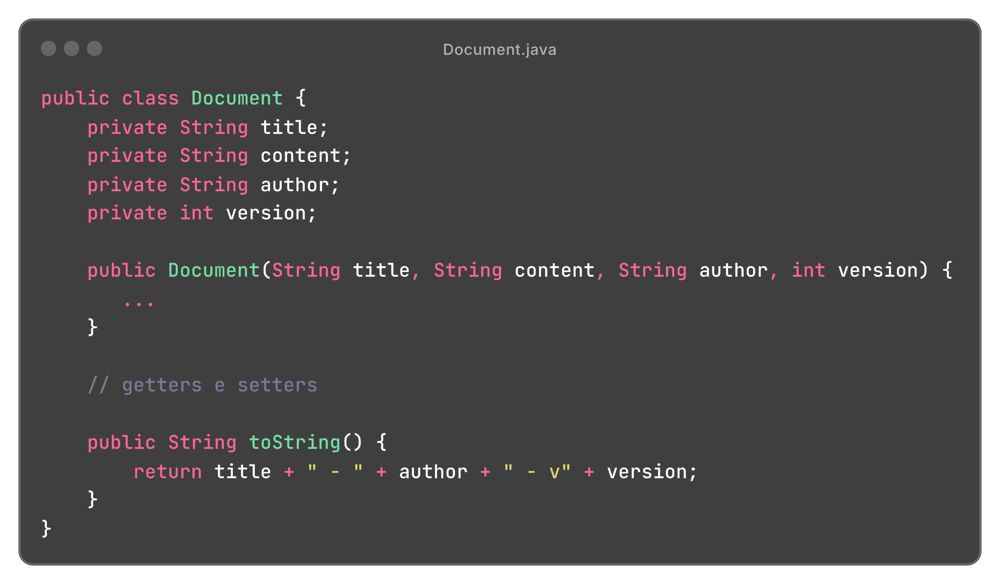 Document.java
public class Document {
    private String title;
    private String content;
    private String author;
    private int version;
    public Document(String title, String content, String author, int version) {
       ...
    }
    // getters e setters
    public String toString() {
        return title + " - " + author + " - v" + version;
    }
}